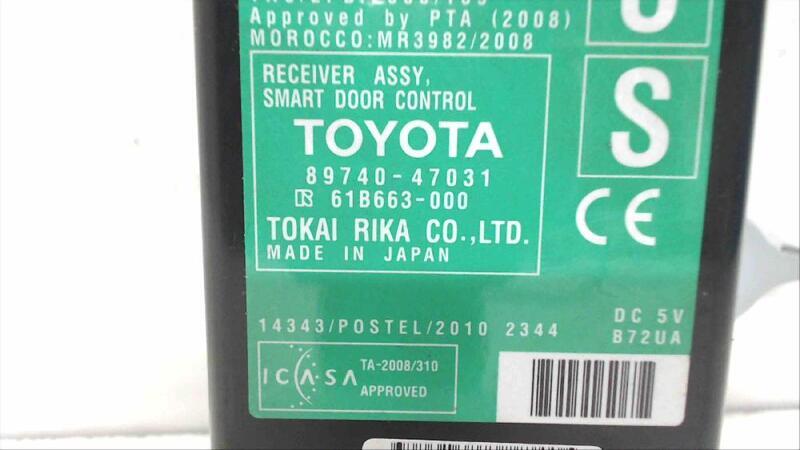 Approved by PTA (2008)
MOROCCO:MR3982/2008
RECEIVER ASSY,
SMART DOOR CONTROL
TOYOTA
89740-47031
61B663-000
TOKAI RIKA CO.,LTD.
MADE IN JAPAN
S
CE
14343/POSTEL/2010 2344
DC 5V
B72UA
ICASA
TA-2008/310
APPROVED